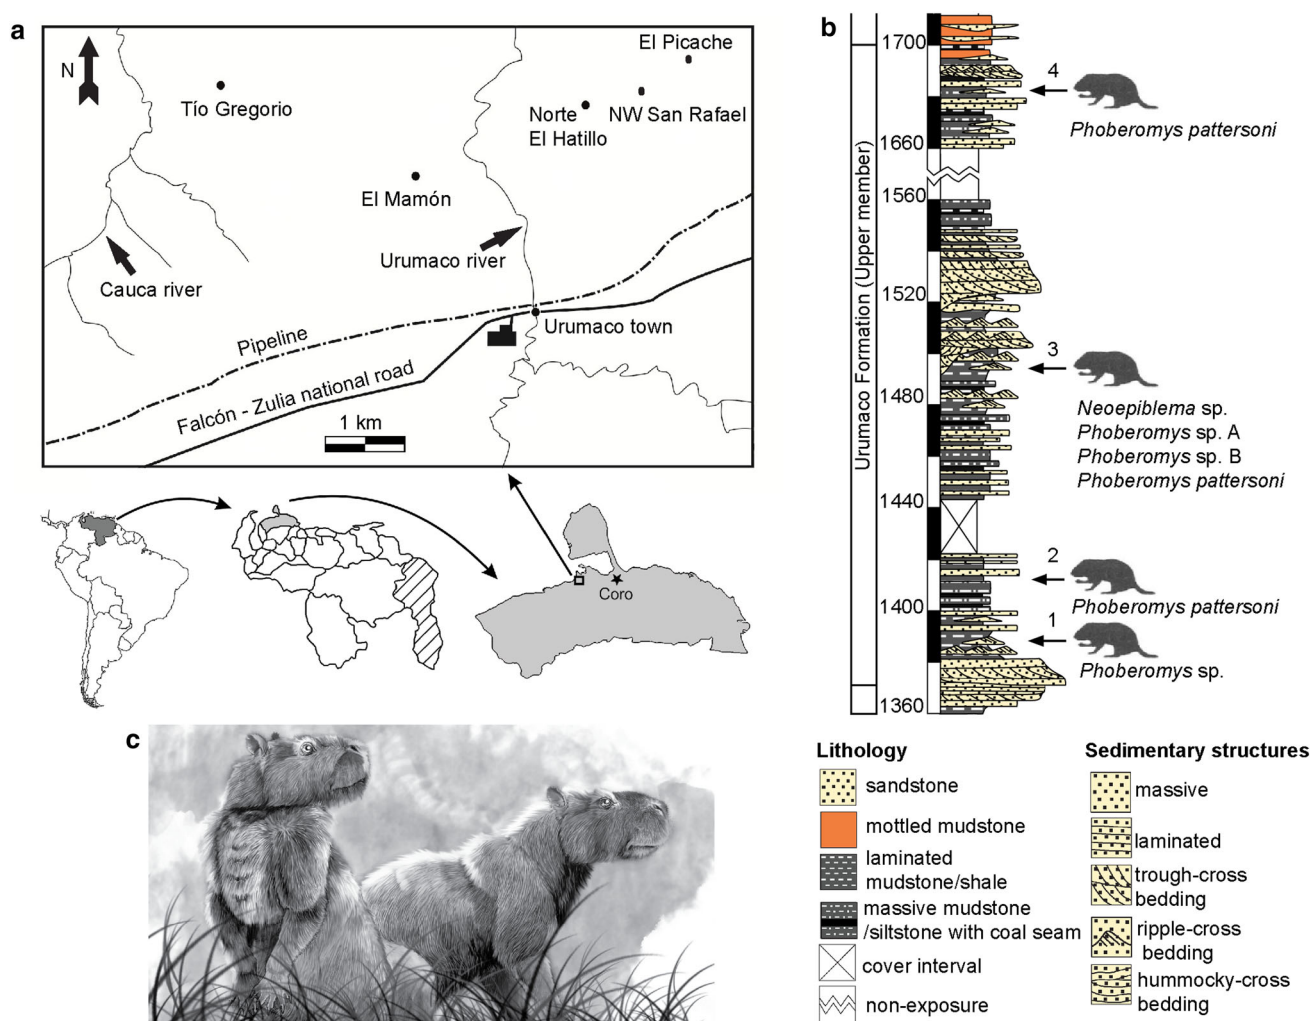 a
N
El Picache
Tío Gregorio
Norte
El Hatillo
NW San Rafael
El Mamón
Urumaco river
Cauca river
Urumaco town
Pipeline
Falcón - Zulia national road
1 km
Coro
b
Urumaco Formation (Upper member)
1700
1660
1560
1520
1480
1440
1400
1360
4
Phoberomys pattersoni
3
Neoepiblema sp.
Phoberomys sp. A
Phoberomys sp. B
Phoberomys pattersoni
2
Phoberomys pattersoni
1
Phoberomys sp.
c
Lithology
sandstone
mottled mudstone
laminated
mudstone/shale
massive mudstone
/siltstone with coal seam
cover interval
non-exposure
Sedimentary structures
massive
laminated
trough-cross
bedding
ripple-cross
bedding
hummocky-cross
bedding